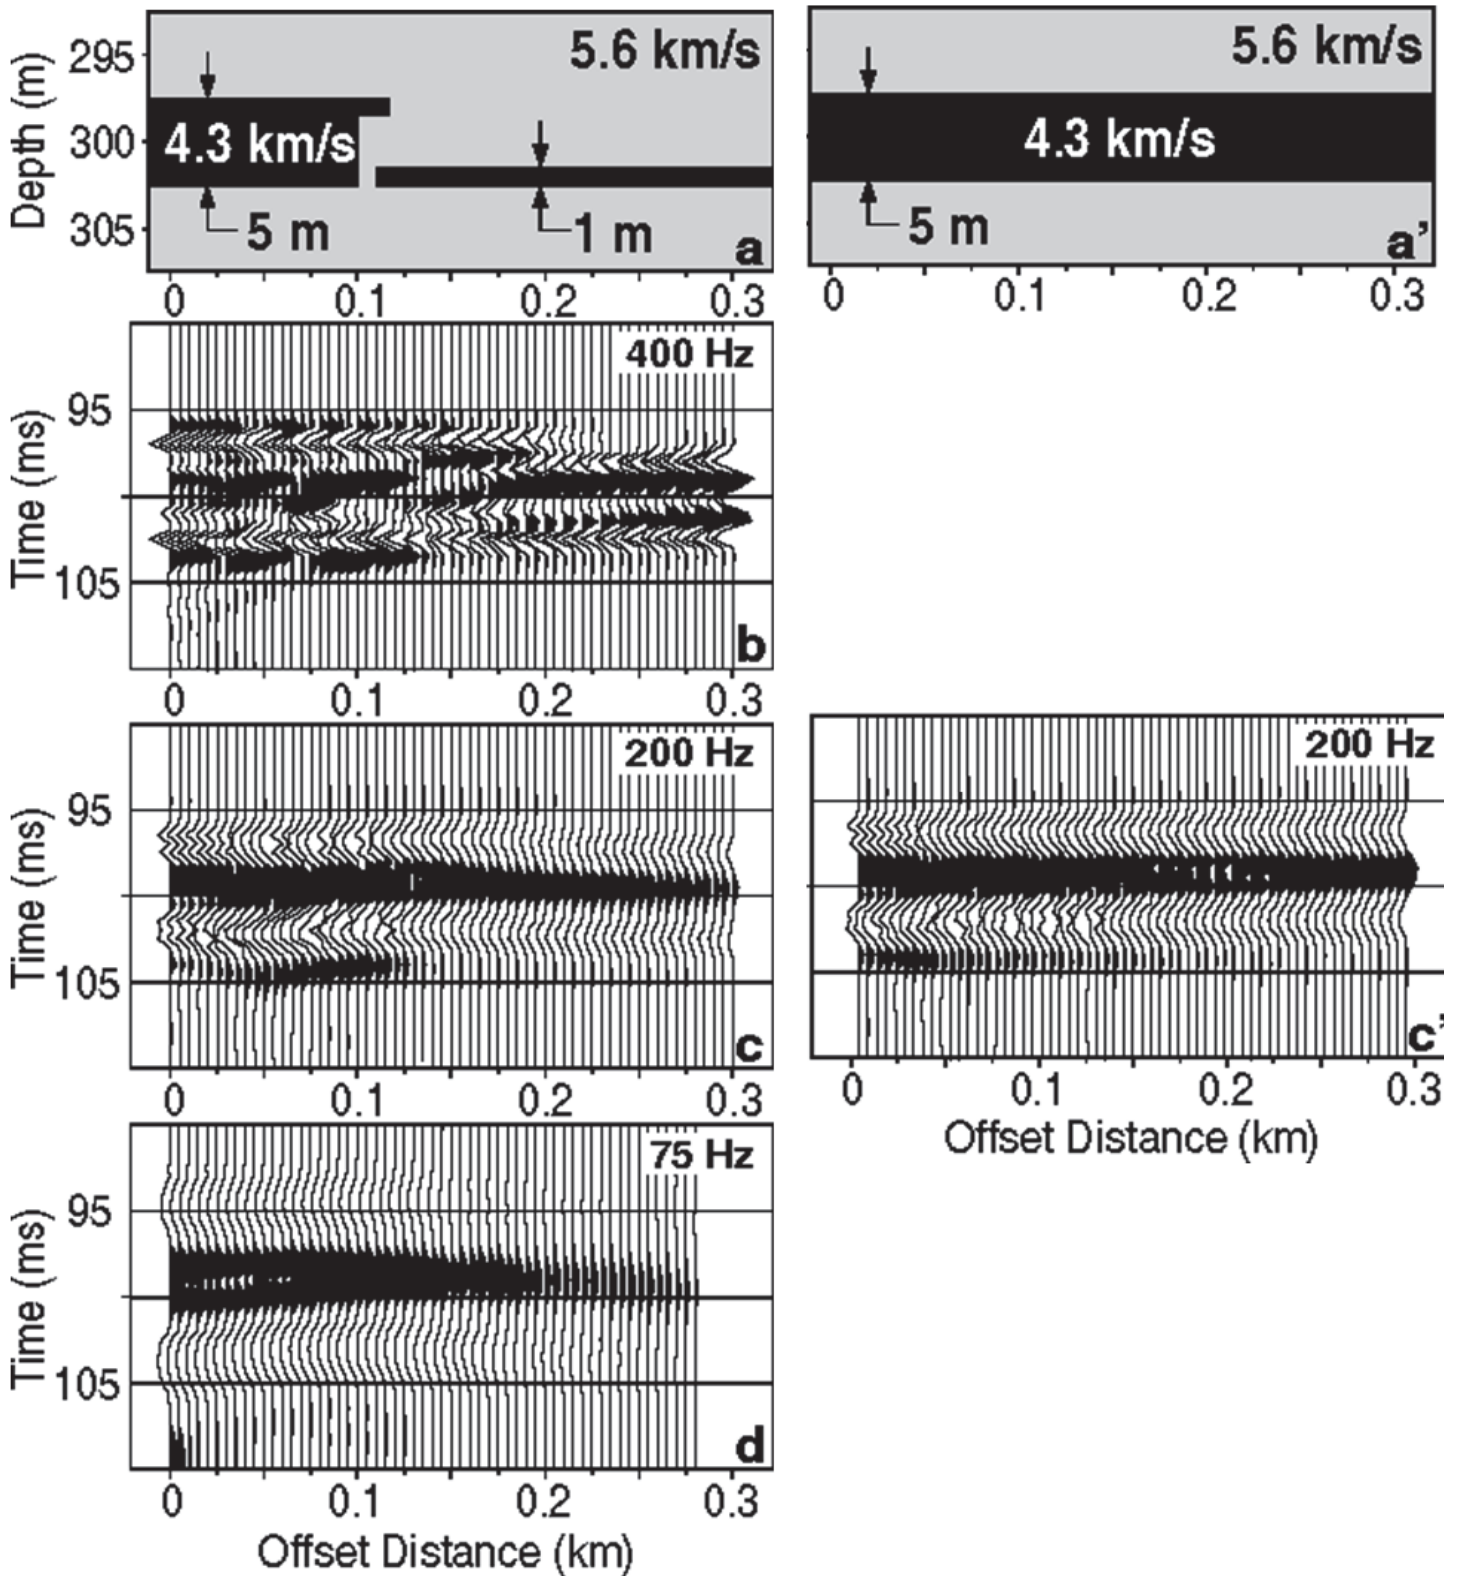 5.6 km/s
295
Depth (m)
4.3 km/s
300
305
5 m
1 m
a
0 0.1 0.2 0.3
5.6 km/s
4.3 km/s
5 m
a’
0 0.1 0.2 0.3
400 Hz
95
Time (ms)
105
b
0 0.1 0.2 0.3
200 Hz
95
Time (ms)
105
c
0 0.1 0.2 0.3
200 Hz
c’
0 0.1 0.2 0.3
Offset Distance (km)
75 Hz
95
Time (ms)
105
d
0 0.1 0.2 0.3
Offset Distance (km)